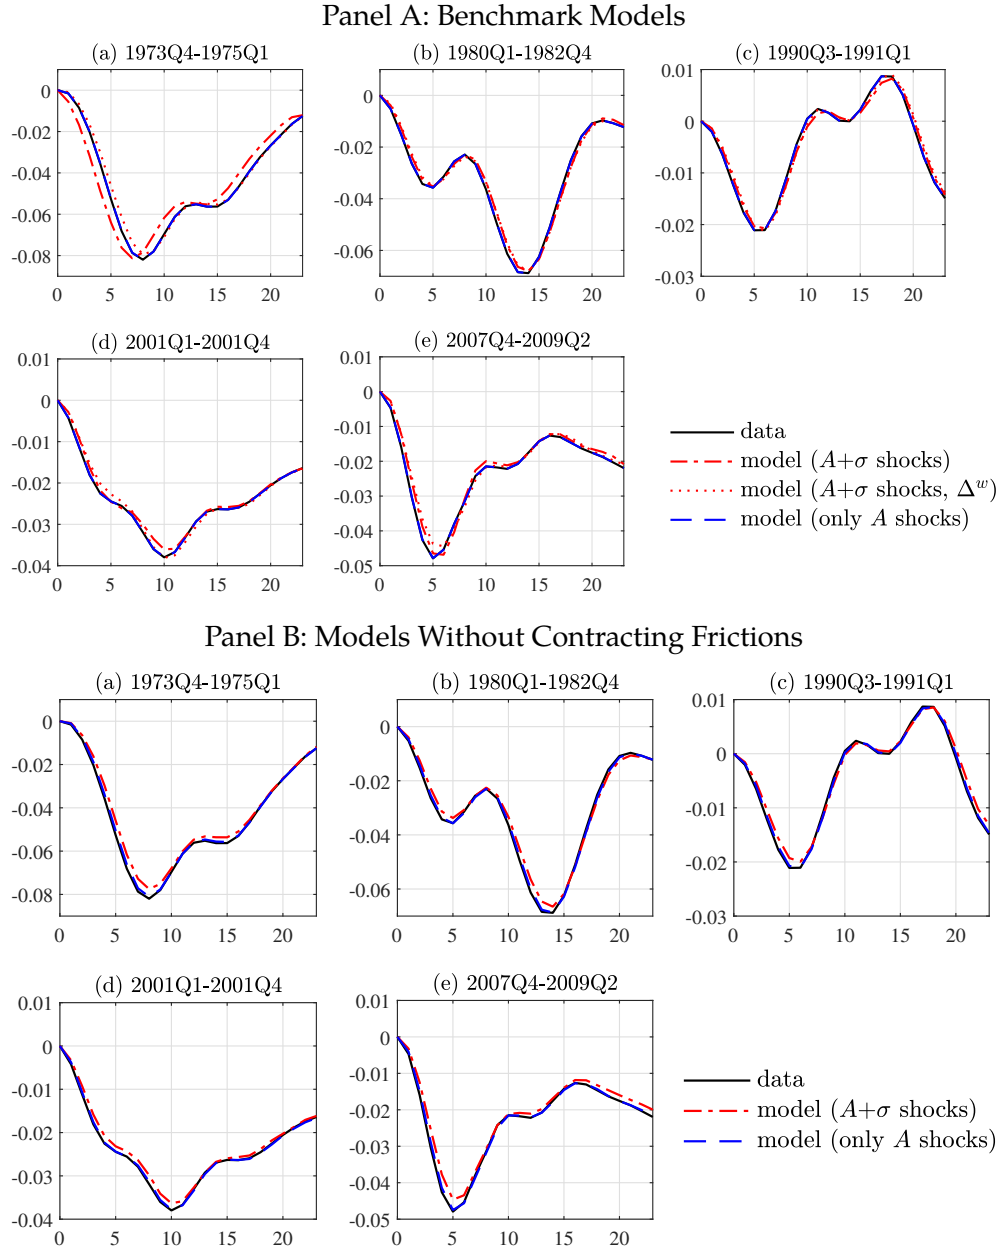 Panel A: Benchmark Models
(a) 1973Q4-1975Q1
(b) 1980Q1-1982Q4
(c) 1990Q3-1991Q1
0
-0.02
-0.04
-0.06
-0.08
0 5 10 15 20
0
-0.02
-0.04
-0.06
0 5 10 15 20
0.01
0
-0.01
-0.02
-0.03
0 5 10 15 20
(d) 2001Q1-2001Q4
(e) 2007Q4-2009Q2
0.01
0
-0.01
-0.02
-0.03
-0.04
0 5 10 15 20
0.01
0
-0.01
-0.02
-0.03
-0.04
-0.05
0 5 10 15 20
data
model (A+σ shocks)
model (A+σ shocks, Δ^w)
model (only A shocks)
Panel B: Models Without Contracting Frictions
(a) 1973Q4-1975Q1
(b) 1980Q1-1982Q4
(c) 1990Q3-1991Q1
0
-0.02
-0.04
-0.06
-0.08
0 5 10 15 20
0
-0.02
-0.04
-0.06
0 5 10 15 20
0.01
0
-0.01
-0.02
-0.03
0 5 10 15 20
(d) 2001Q1-2001Q4
(e) 2007Q4-2009Q2
0.01
0
-0.01
-0.02
-0.03
-0.04
0 5 10 15 20
0.01
0
-0.01
-0.02
-0.03
-0.04
-0.05
0 5 10 15 20
data
model (A+σ shocks)
model (only A shocks)